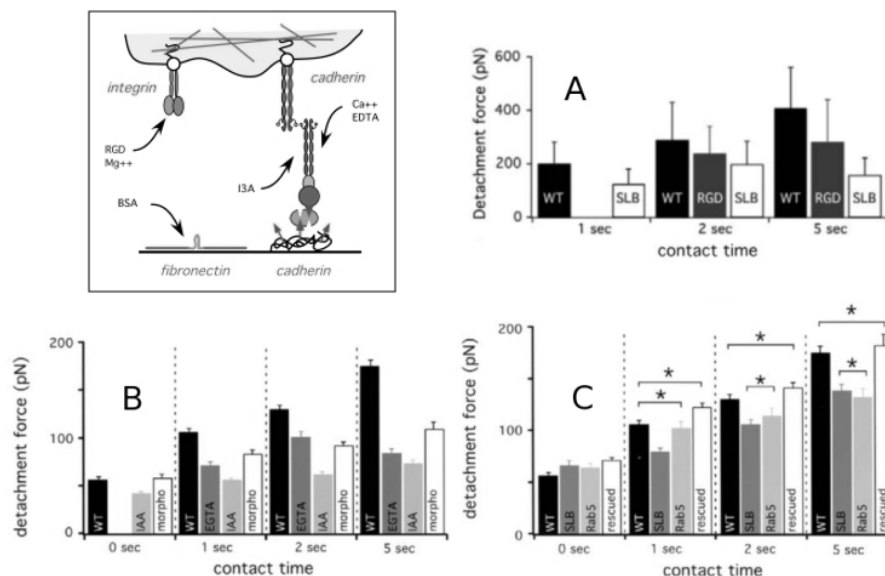 integrin
cadherin
Ca++
EDTA
RGD
Mg++
I3A
BSA
fibronectin
cadherin
A
Detachment force (pN)
600
400
200
0
WT
SLB
WT
RGD
SLB
WT
RGD
SLB
1 sec
2 sec
5 sec
contact time
B
detachment force (pN)
200
100
0
WT
IAA
morpho
WT
EGTA
IAA
morpho
WT
EGTA
IAA
morpho
WT
EGTA
IAA
morpho
0 sec
1 sec
2 sec
5 sec
contact time
C
detachment force (pN)
200
150
100
50
0
*
*
*
*
*
*
WT
SLB
Rab5
rescued
WT
SLB
Rab5
rescued
WT
SLB
Rab5
rescued
WT
SLB
Rab5
rescued
0 sec
1 sec
2 sec
5 sec
contact time